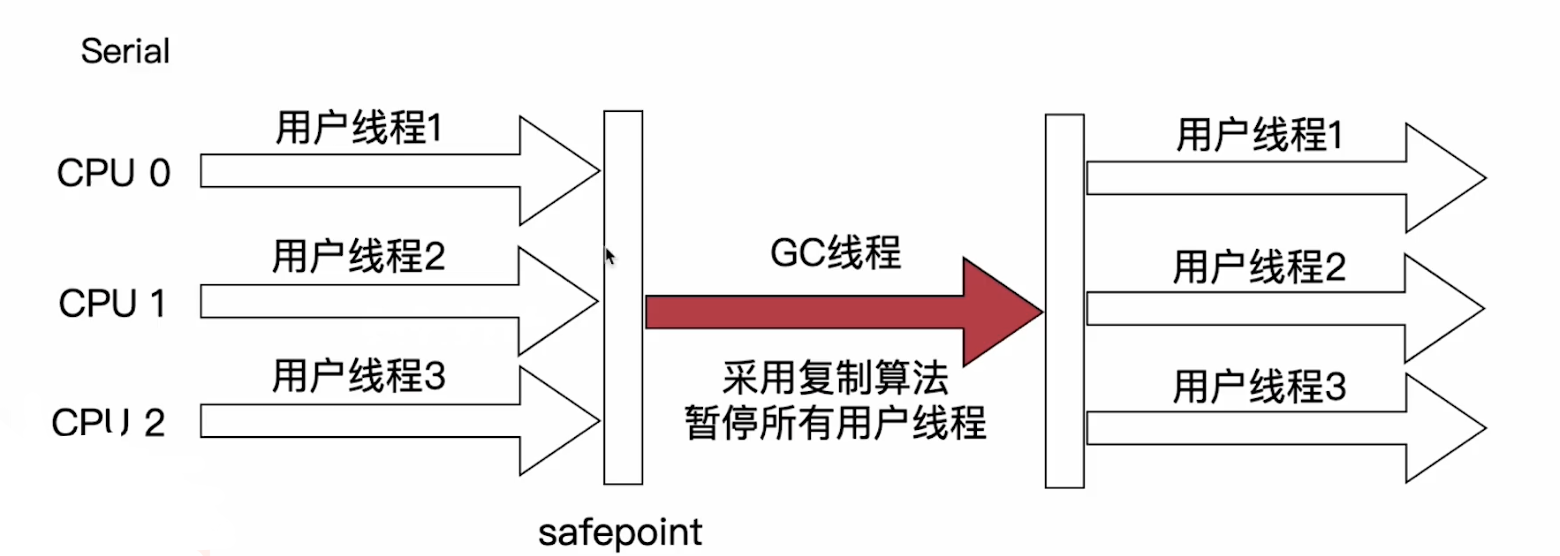 Serial
用户线程1
CPU 0
用户线程2
CPU 1
用户线程3
CPU 2
safepoint
GC线程
采用复制算法
暂停所有用户线程
用户线程1
用户线程2
用户线程3